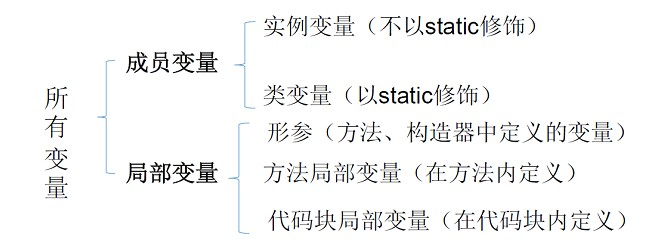 所有变量
成员变量
实例变量（不以static修饰）
类变量（以static修饰）
局部变量
形参（方法、构造器中定义的变量）
方法局部变量（在方法内定义）
代码块局部变量（在代码块内定义）